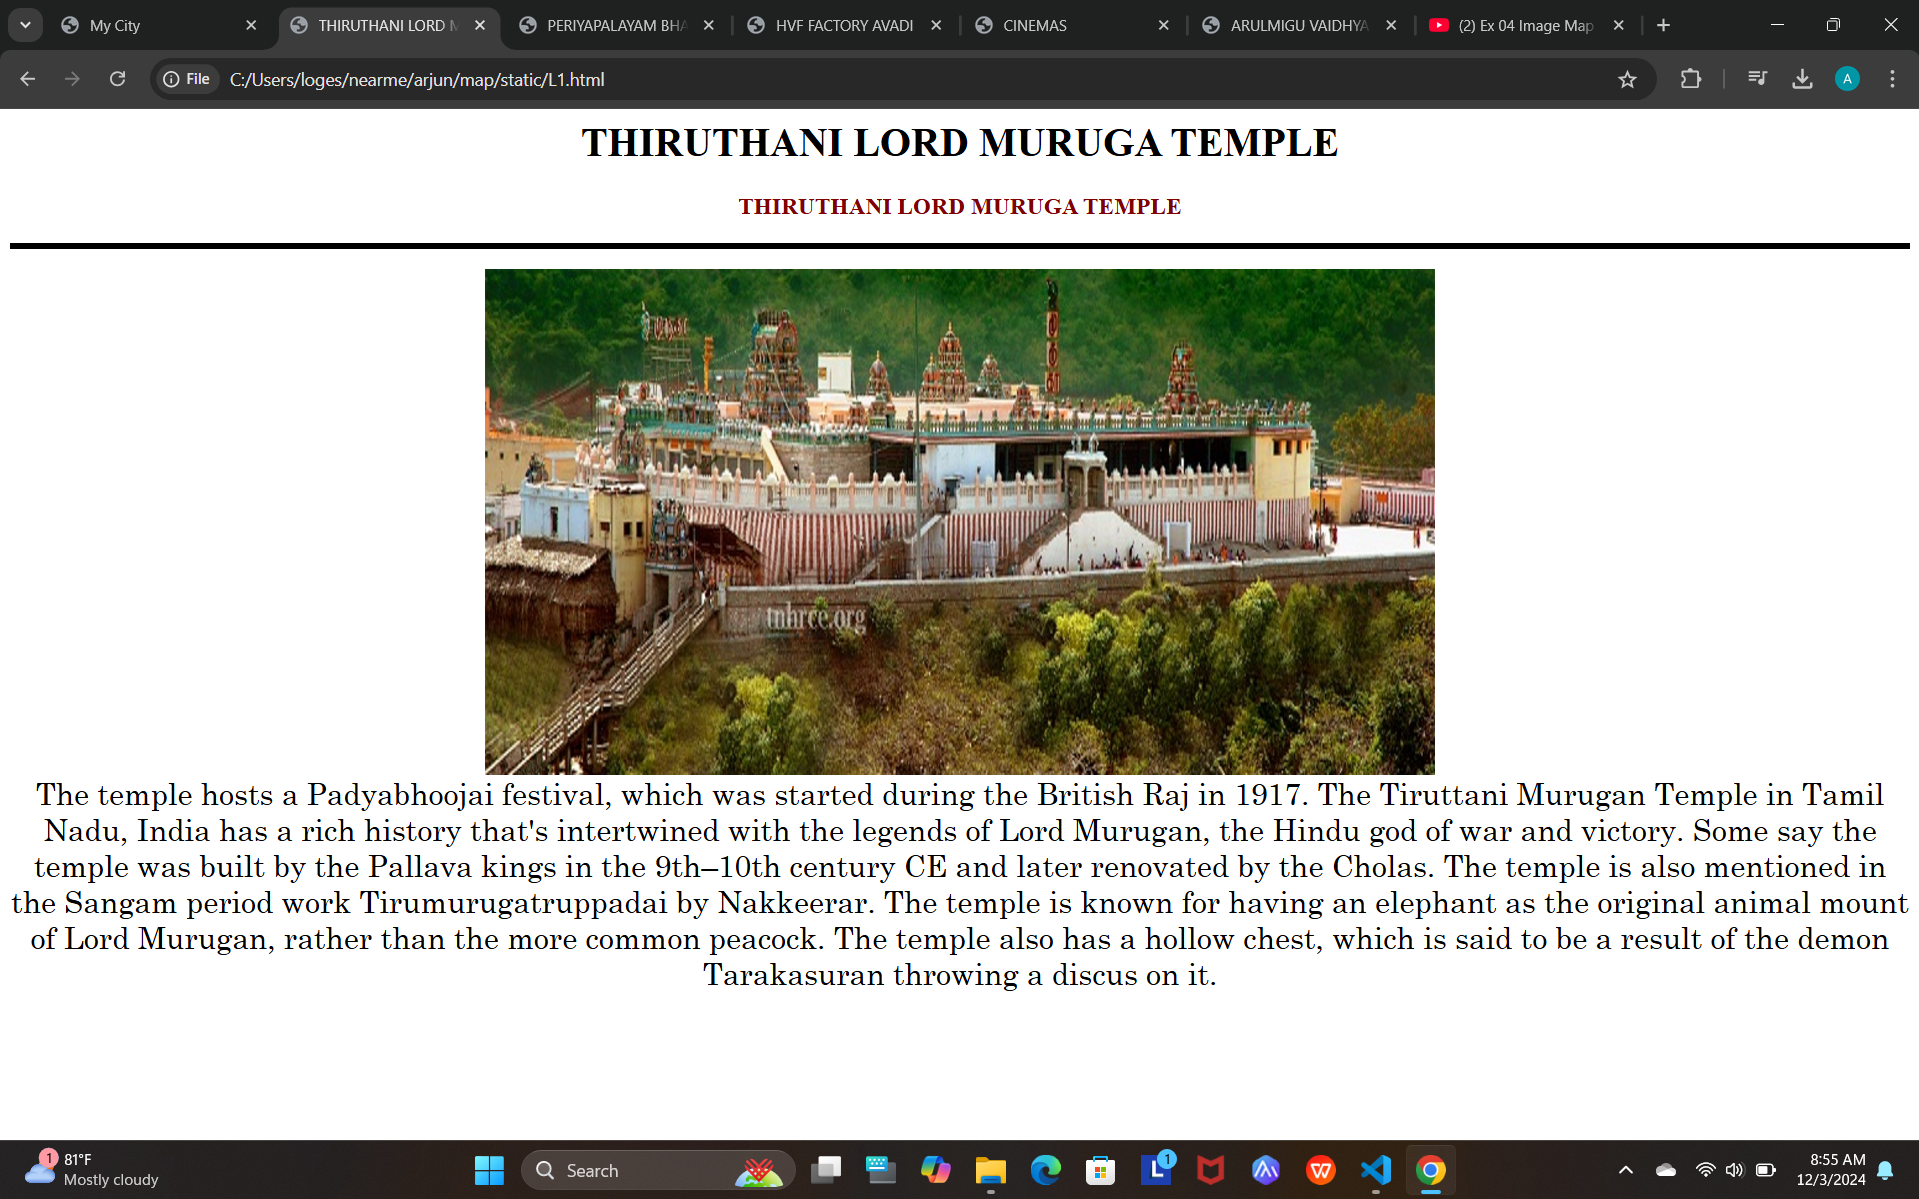 My City
THIRUTHANI LORD M
PERIYAPALAYAM BHA
HVF FACTORY AVADI
CINEMAS
ARULMIGU VAIDHYA
(2) Ex 04 Image Map
File
C:/Users/loges/nearme/arjun/map/static/L1.html
A
THIRUTHANI LORD MURUGA TEMPLE
THIRUTHANI LORD MURUGA TEMPLE
tnhrce.org
The temple hosts a Padyabhoojai festival, which was started during the British Raj in 1917. The Tiruttani Murugan Temple in Tamil
Nadu, India has a rich history that's intertwined with the legends of Lord Murugan, the Hindu god of war and victory. Some say the
temple was built by the Pallava kings in the 9th–10th century CE and later renovated by the Cholas. The temple is also mentioned in
the Sangam period work Tirumurugatruppadai by Nakkeerar. The temple is known for having an elephant as the original animal mount
of Lord Murugan, rather than the more common peacock. The temple also has a hollow chest, which is said to be a result of the demon
Tarakasuran throwing a discus on it.
1
81°F
Mostly cloudy
Search
L
1
W
8:55 AM
12/3/2024